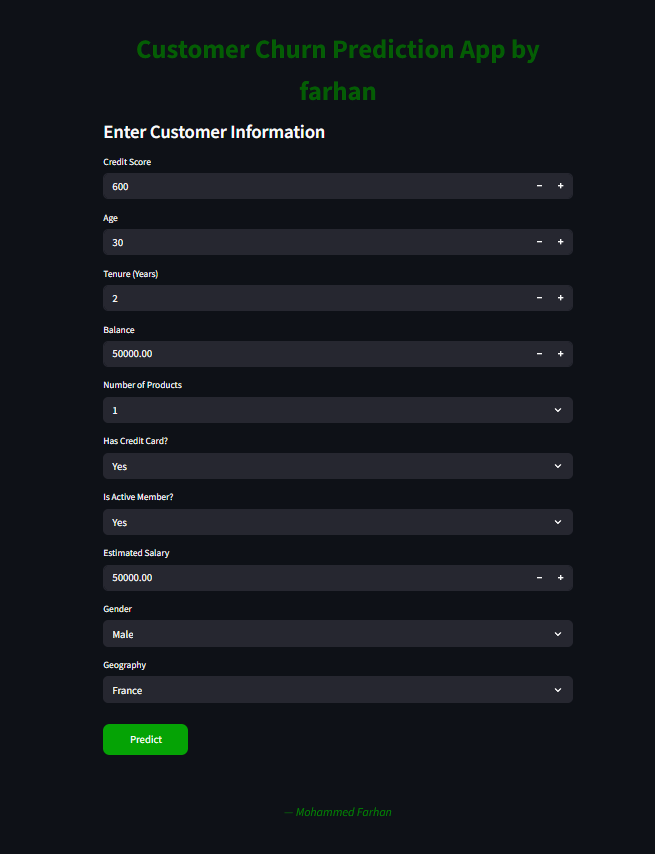 Customer Churn Prediction App by
farhan
Enter Customer Information
Credit Score
600
Age
30
Tenure (Years)
2
Balance
50000.00
Number of Products
1
Has Credit Card?
Yes
Is Active Member?
Yes
Estimated Salary
50000.00
Gender
Male
Geography
France
Predict
— Mohammed Farhan